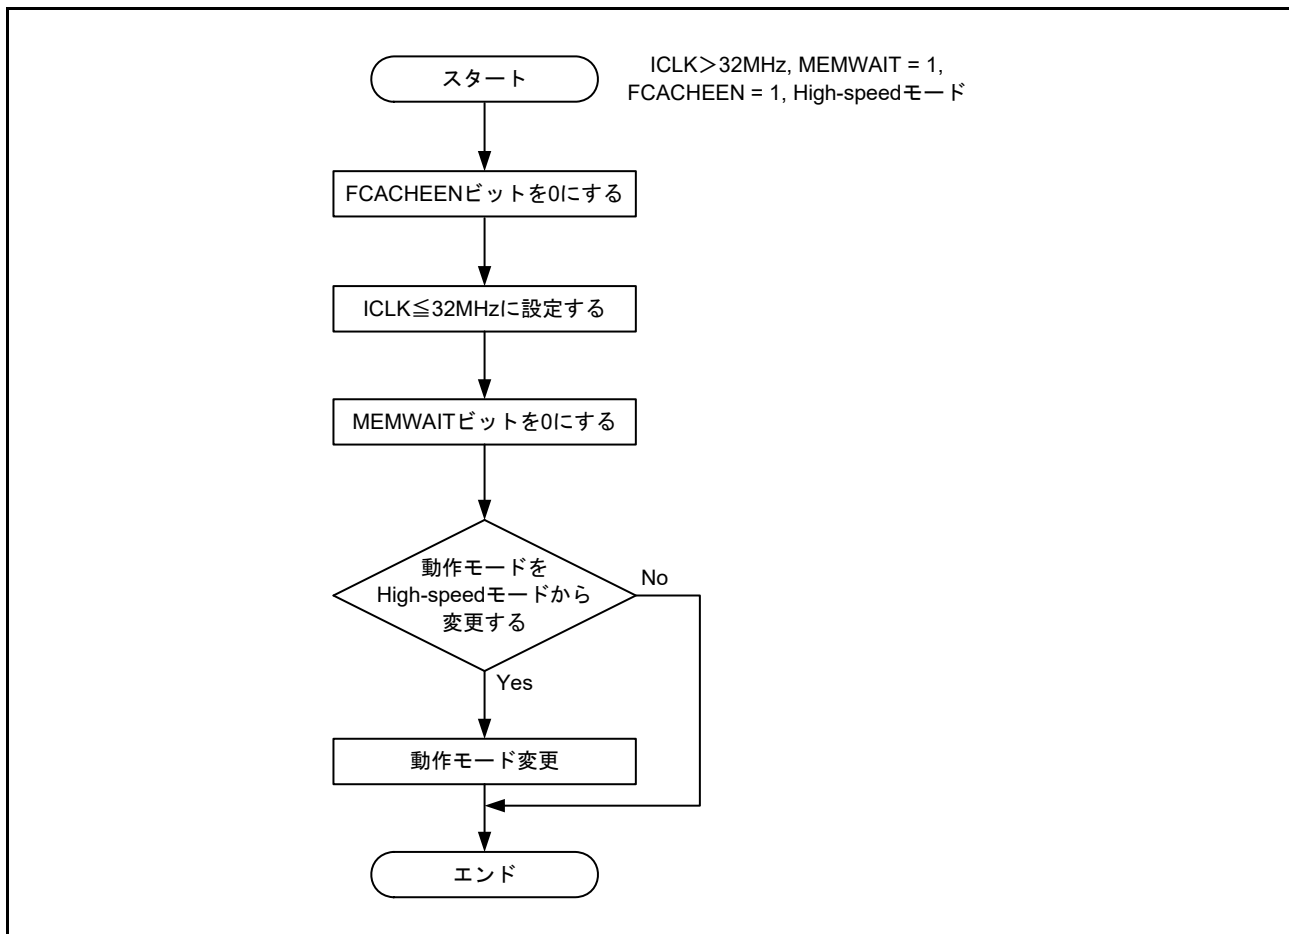 スタート
ICLK＞32MHz, MEMWAIT = 1,
FCACHEEN = 1, High-speedモード
FCACHEENビットを0にする
ICLK≦32MHzに設定する
MEMWAITビットを0にする
動作モードを
High-speedモードから
変更する
No
Yes
動作モード変更
エンド